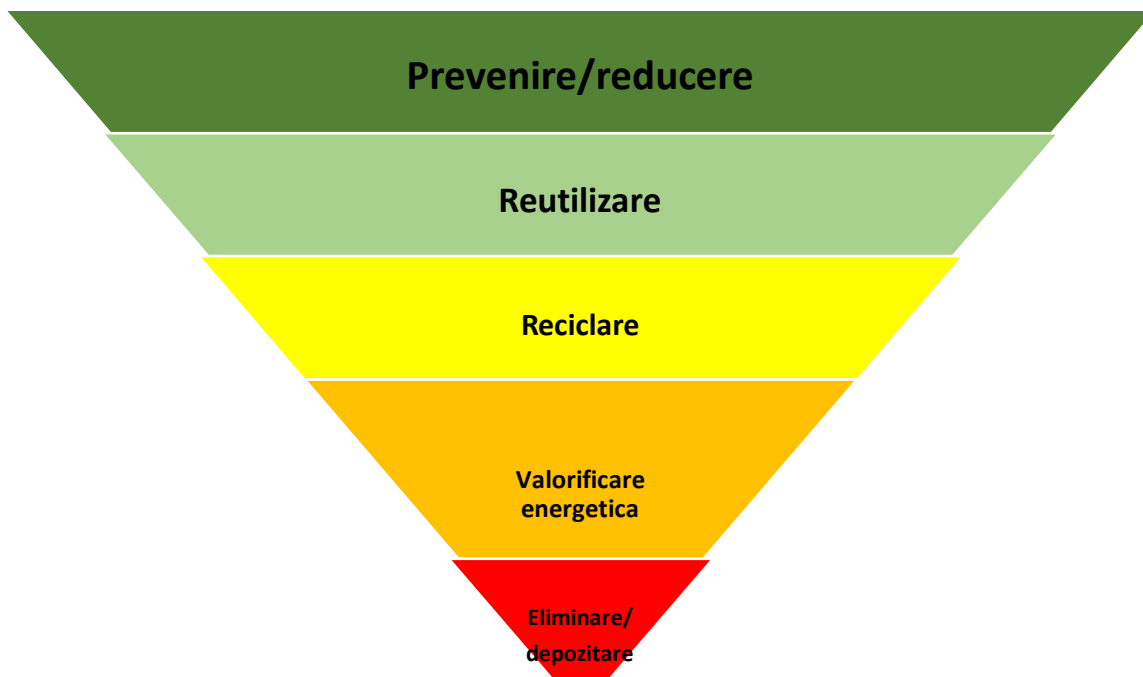 Prevenire/reducere
Reutilizare
Reciclare
Valorificare
energetica
Eliminare/
depozitare